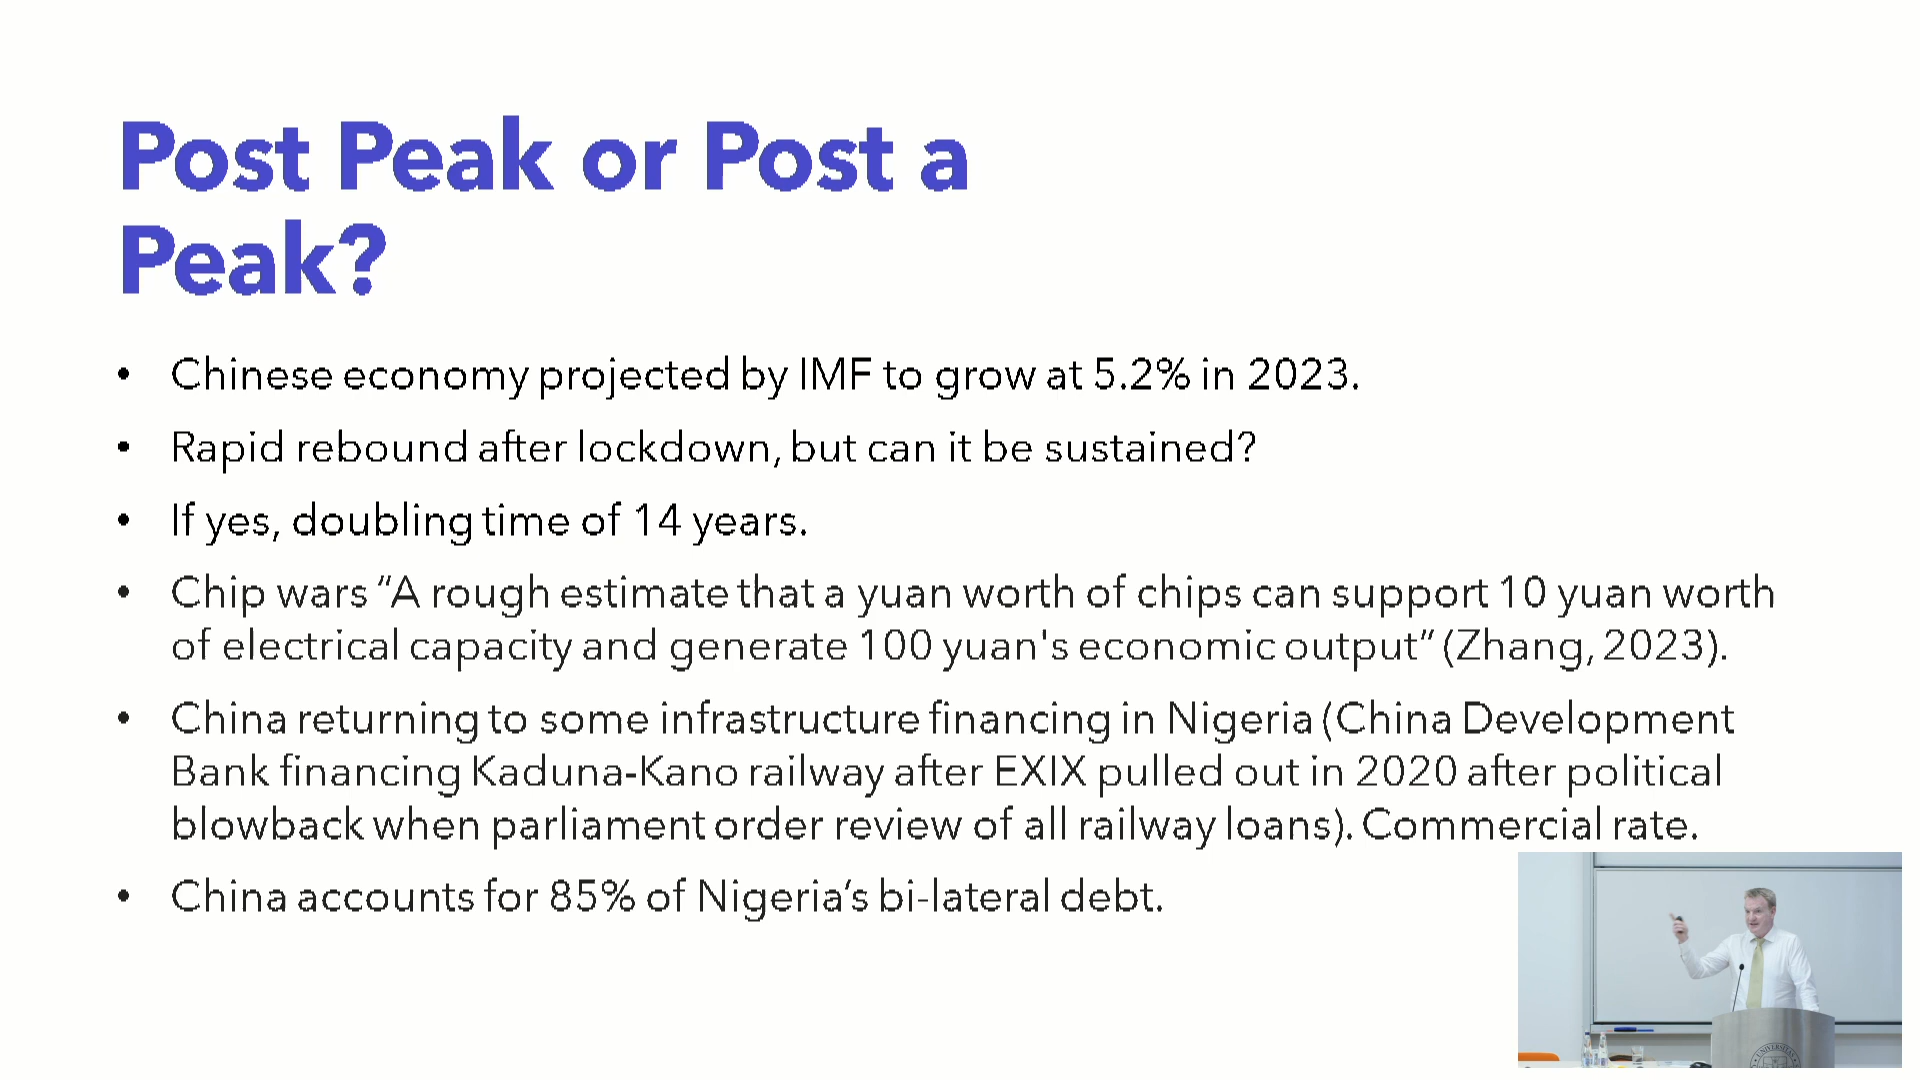 Post Peak or Post a
Peak?
• Chinese economy projected by IMF to grow at 5.2% in 2023.
• Rapid rebound after lockdown, but can it be sustained?
• If yes, doubling time of 14 years.
• Chip wars “A rough estimate that a yuan worth of chips can support 10 yuan worth
of electrical capacity and generate 100 yuan's economic output” (Zhang, 2023).
• China returning to some infrastructure financing in Nigeria (China Development
Bank financing Kaduna-Kano railway after EXIX pulled out in 2020 after political
blowback when parliament order review of all railway loans). Commercial rate.
• China accounts for 85% of Nigeria’s bi-lateral debt.
UNIVERSITAS